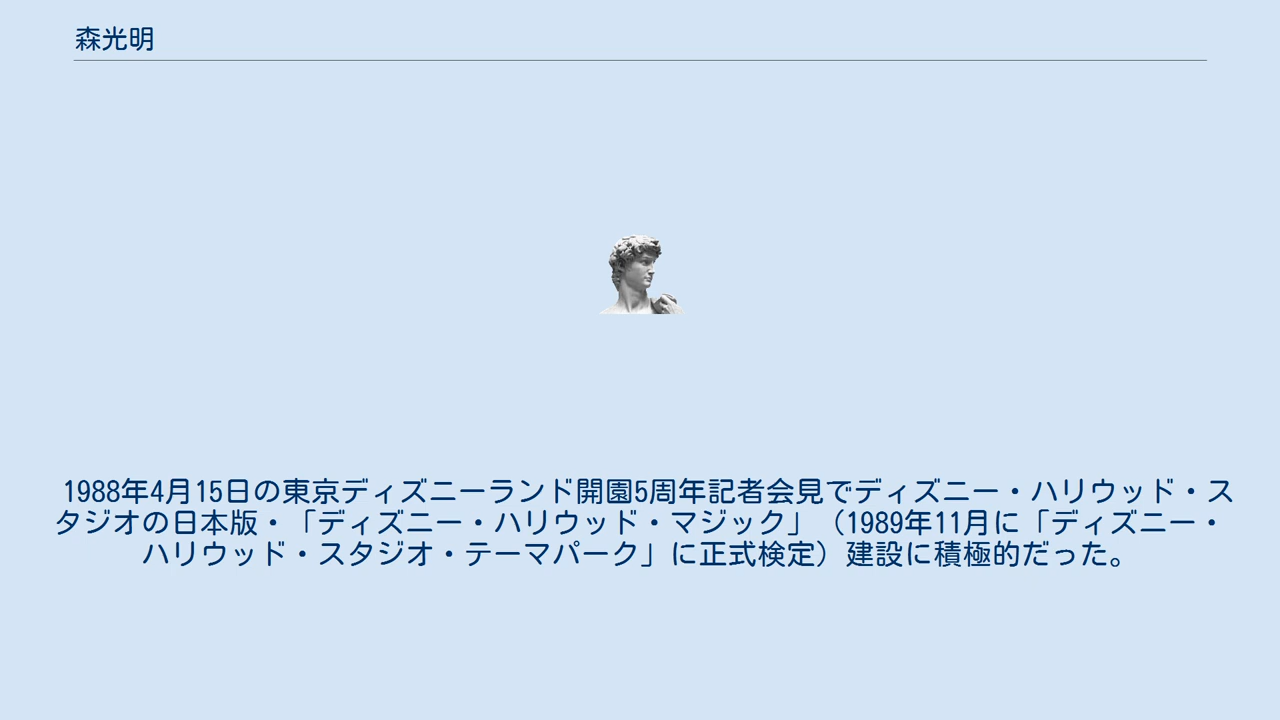 森光明
1988年4月15日の東京ディズニーランド開園5周年記者会見でディズニー・ハリウッド・ス
タジオの日本版・「ディズニー・ハリウッド・マジック」（1989年11月に「ディズニー・
ハリウッド・スタジオ・テーマパーク」に正式検定）建設に積極的だった。